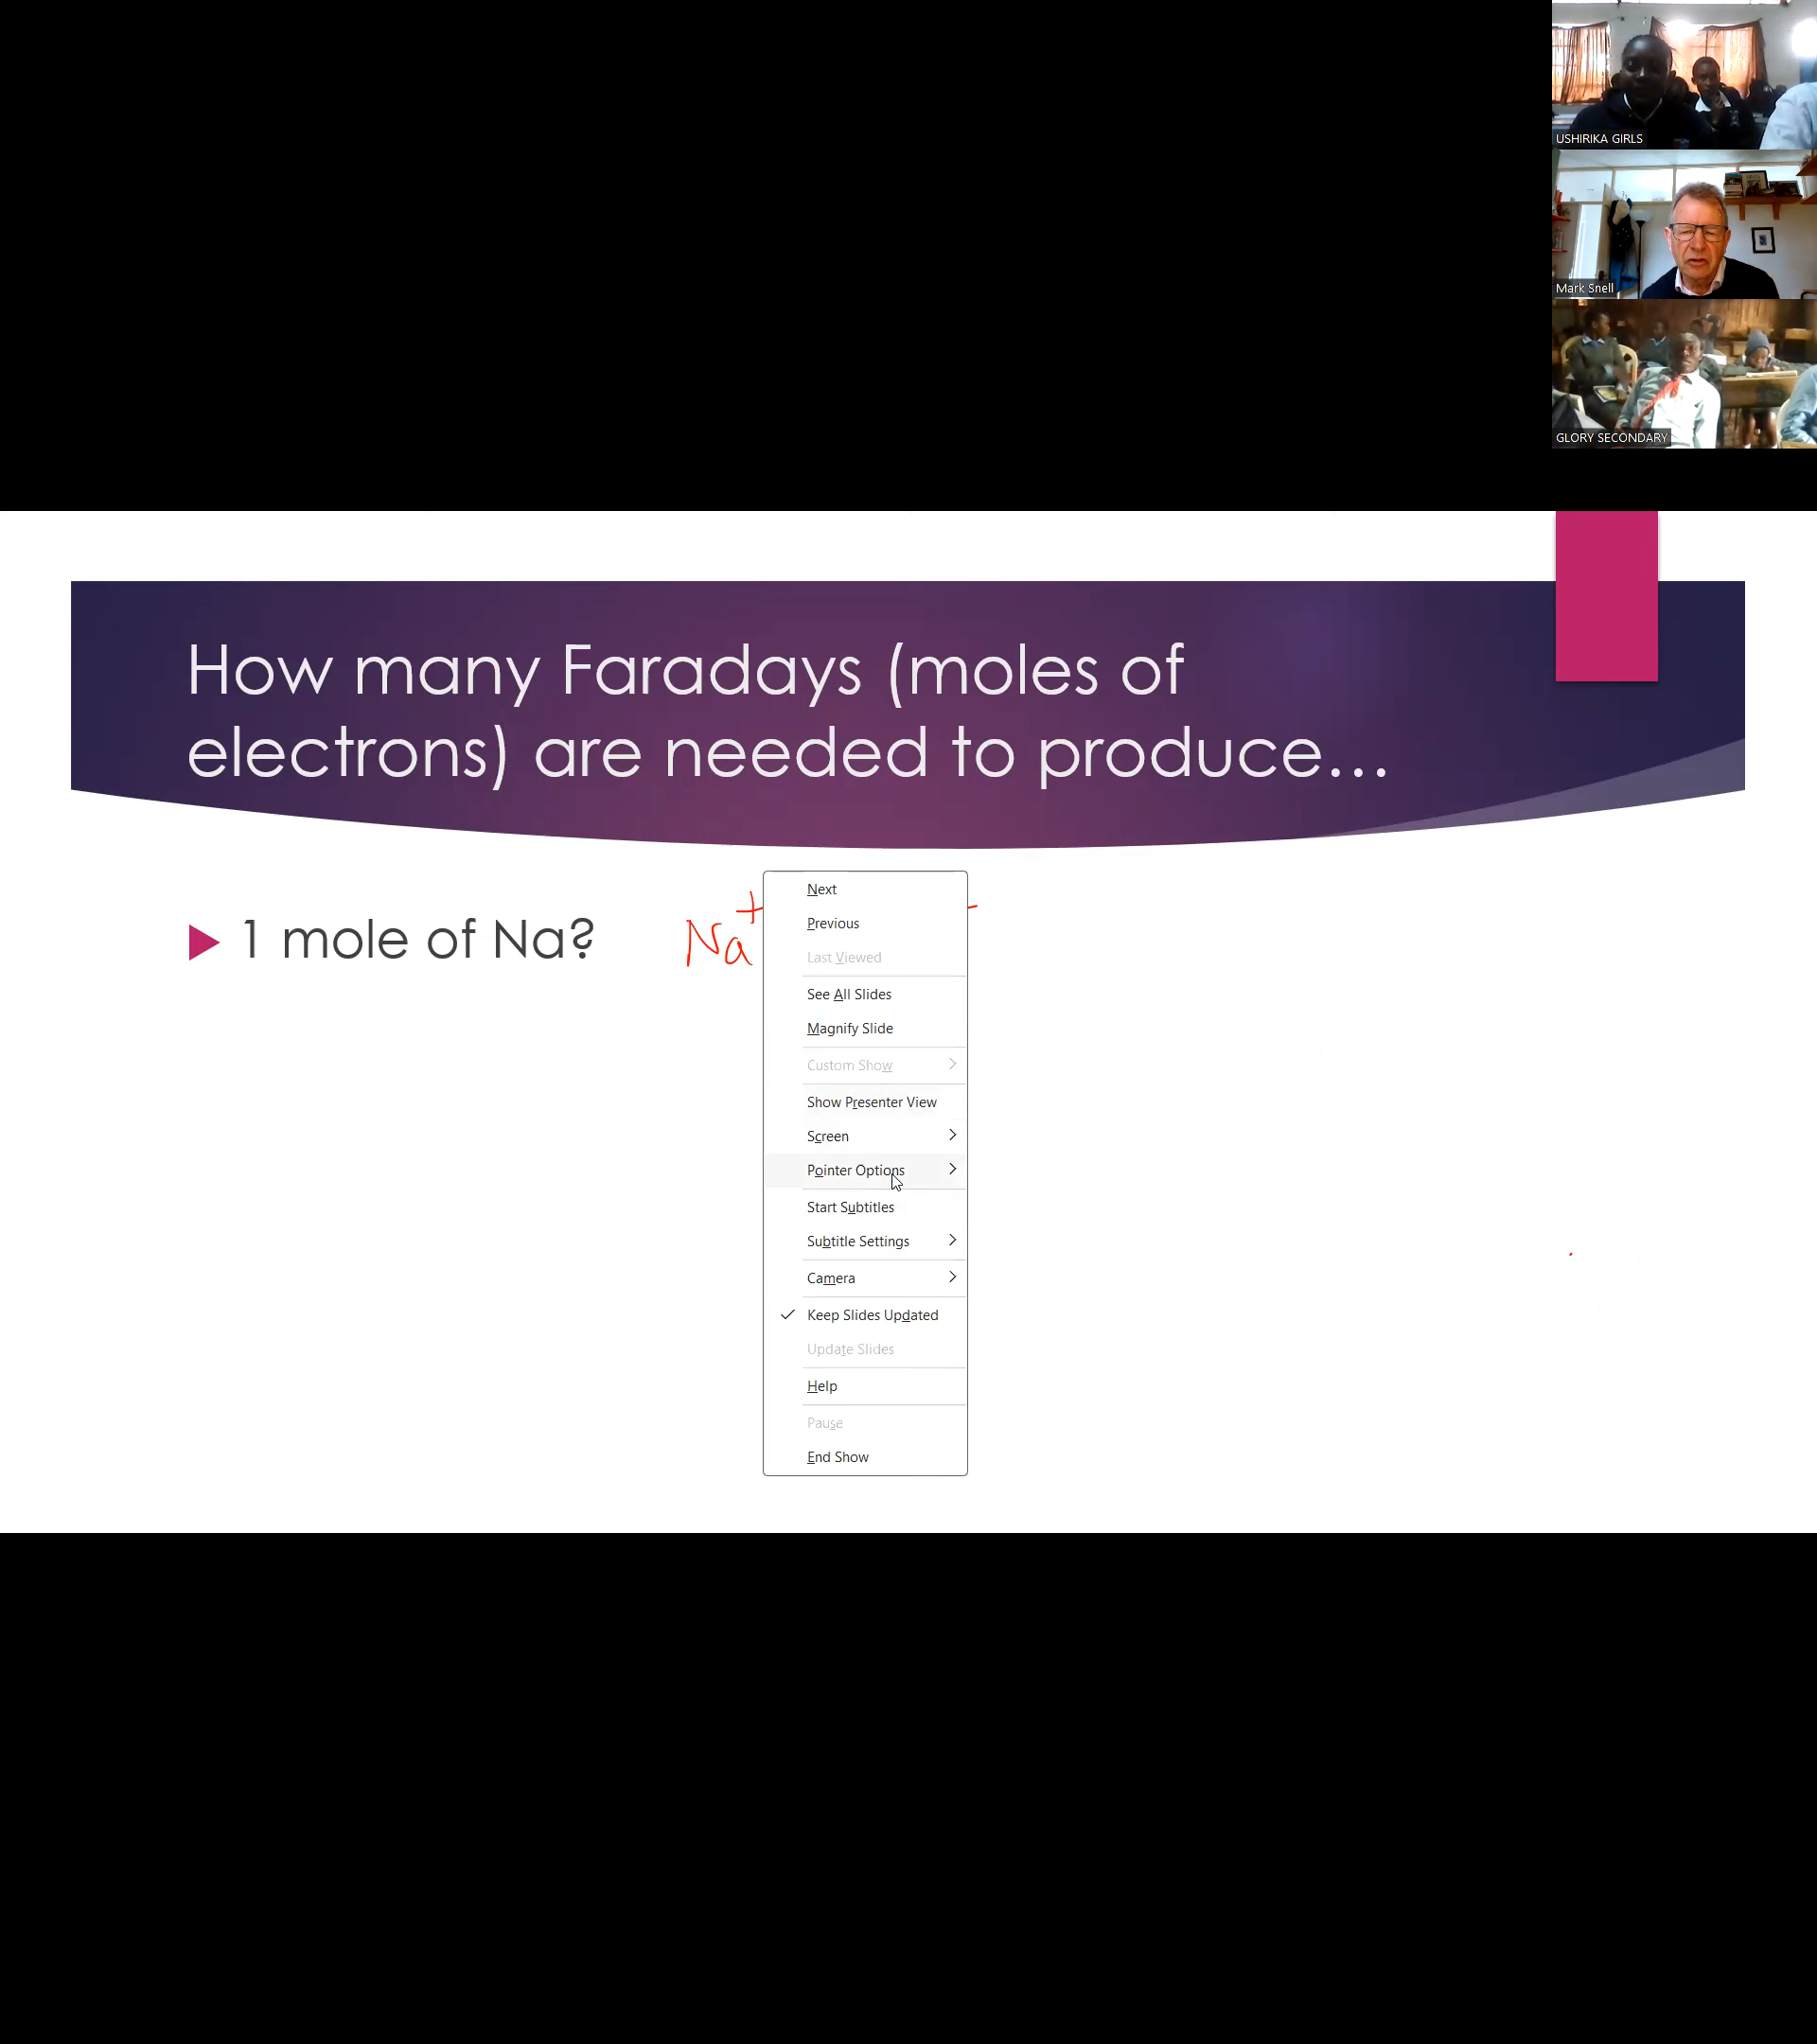 USHIRIKA GIRLS
Mark Snell
GLORY SECONDARY
How many Faradays (moles of
electrons) are needed to produce...
1 mole of Na?
Na+
Next
Previous
Last Viewed
See All Slides
Magnify Slide
Custom Show
Show Presenter View
Screen
Pointer Options
Start Subtitles
Subtitle Settings
Camera
Keep Slides Updated
Update Slides
Help
Pause
End Show